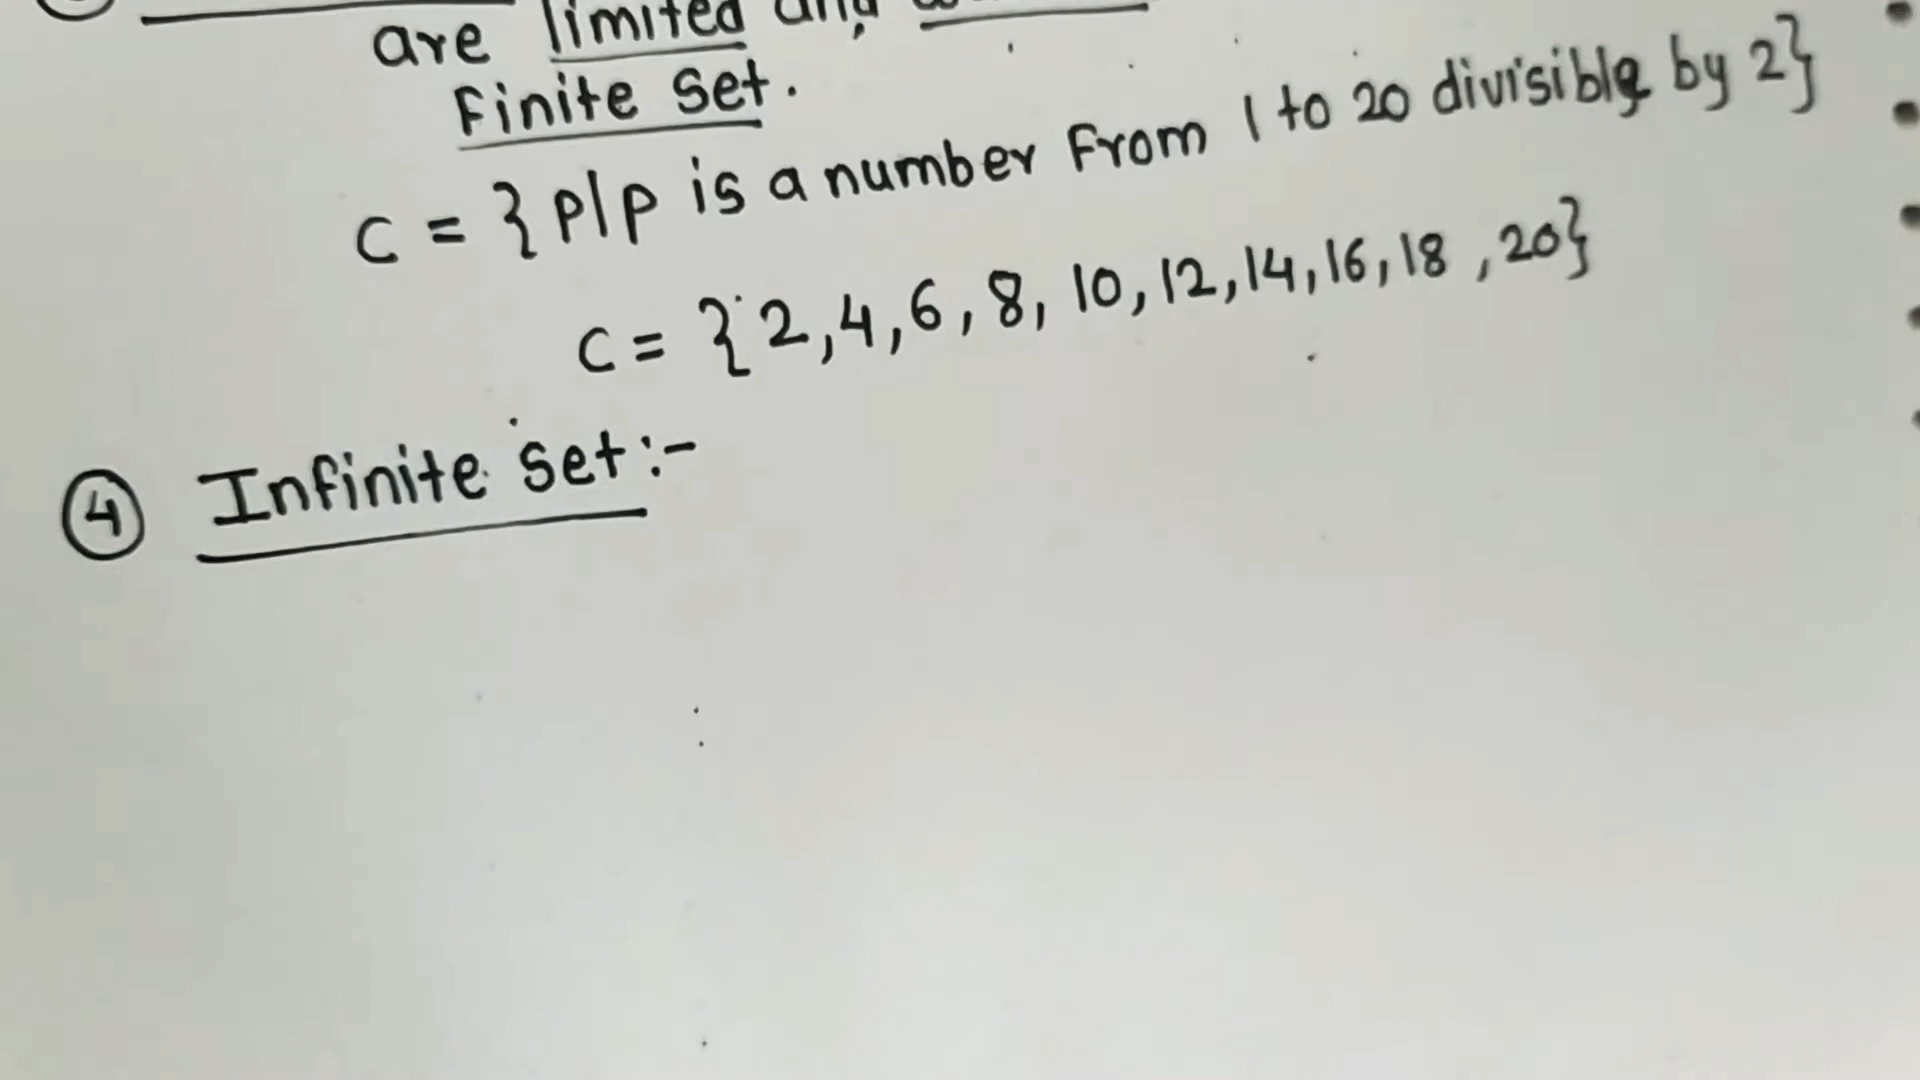 are limited and
Finite set.
C = { P|P is a number From 1 to 20 divisible by 2}
C = {2,4,6,8,10,12,14,16,18,20}
④ Infinite set:-